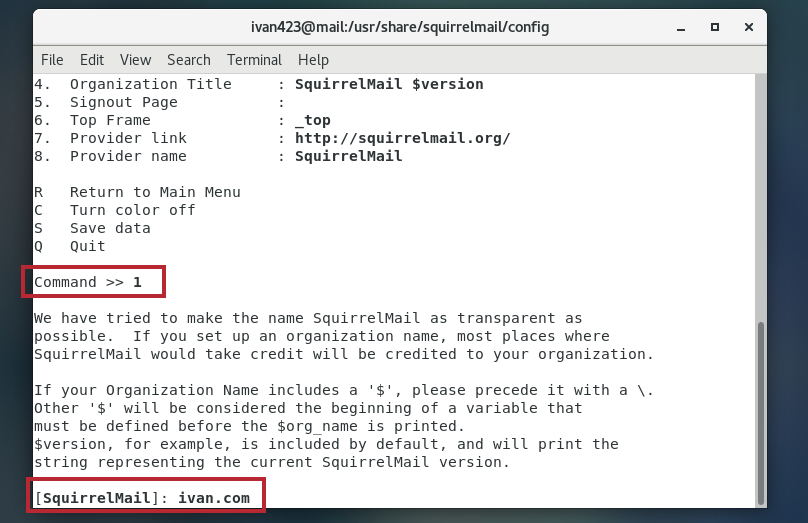 ivan423@mail:/usr/share/squirrelmail/config
File Edit View Search Terminal Help
4.  Organization Title     : SquirrelMail $version
5.  Signout Page           :
6.  Top Frame              : _top
7.  Provider link          : http://squirrelmail.org/
8.  Provider name          : SquirrelMail
R   Return to Main Menu
C   Turn color off
S   Save data
Q   Quit
Command >> 1
We have tried to make the name SquirrelMail as transparent as
possible.  If you set up an organization name, most places where
SquirrelMail would take credit will be credited to your organization.
If your Organization Name includes a '$', please precede it with a \.
Other '$' will be considered the beginning of a variable that
must be defined before the $org_name is printed.
$version, for example, is included by default, and will print the
string representing the current SquirrelMail version.
[SquirrelMail]: ivan.com